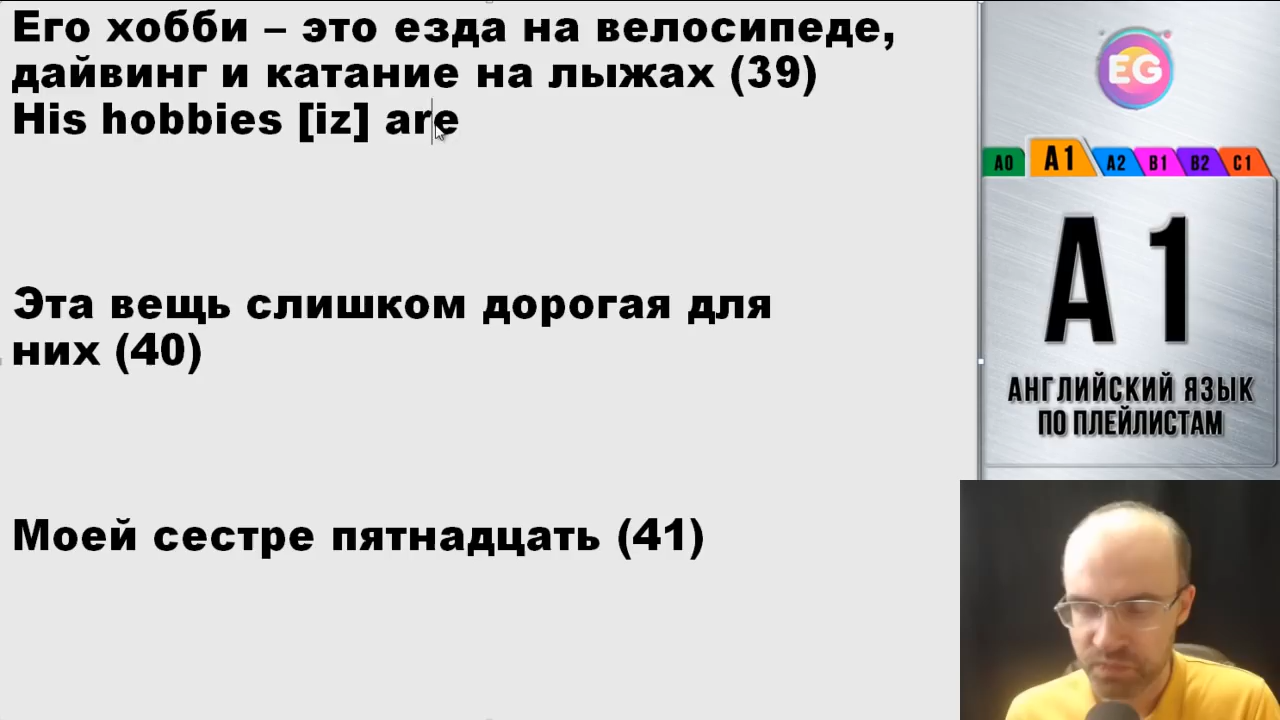 Его хобби – это езда на велосипеде,
дайвинг и катание на лыжах (39)
His hobbies [iz] are
Эта вещь слишком дорогая для
них (40)
Моей сестре пятнадцать (41)
EG
A0 A1 A2 B1 B2 C1
A1
АНГЛИЙСКИЙ ЯЗЫК
ПО ПЛЕЙЛИСТАМ